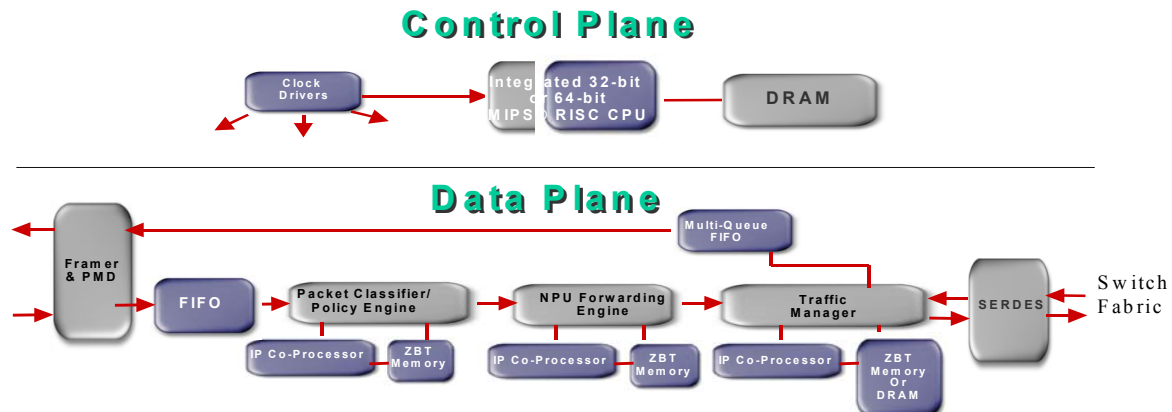 Control Plane
Clock
Drivers
Integrated 32-bit
or 64-bit
MIPS® RISC CPU
DRAM
Data Plane
Multi-Queue
FIFO
Framer
& PMD
FIFO
Packet Classifier/
Policy Engine
NPU Forwarding
Engine
Traffic
Manager
SERDES
Switch
Fabric
IP Co-Processor
ZBT
Memory
IP Co-Processor
ZBT
Memory
IP Co-Processor
ZBT
Memory
Or
DRAM